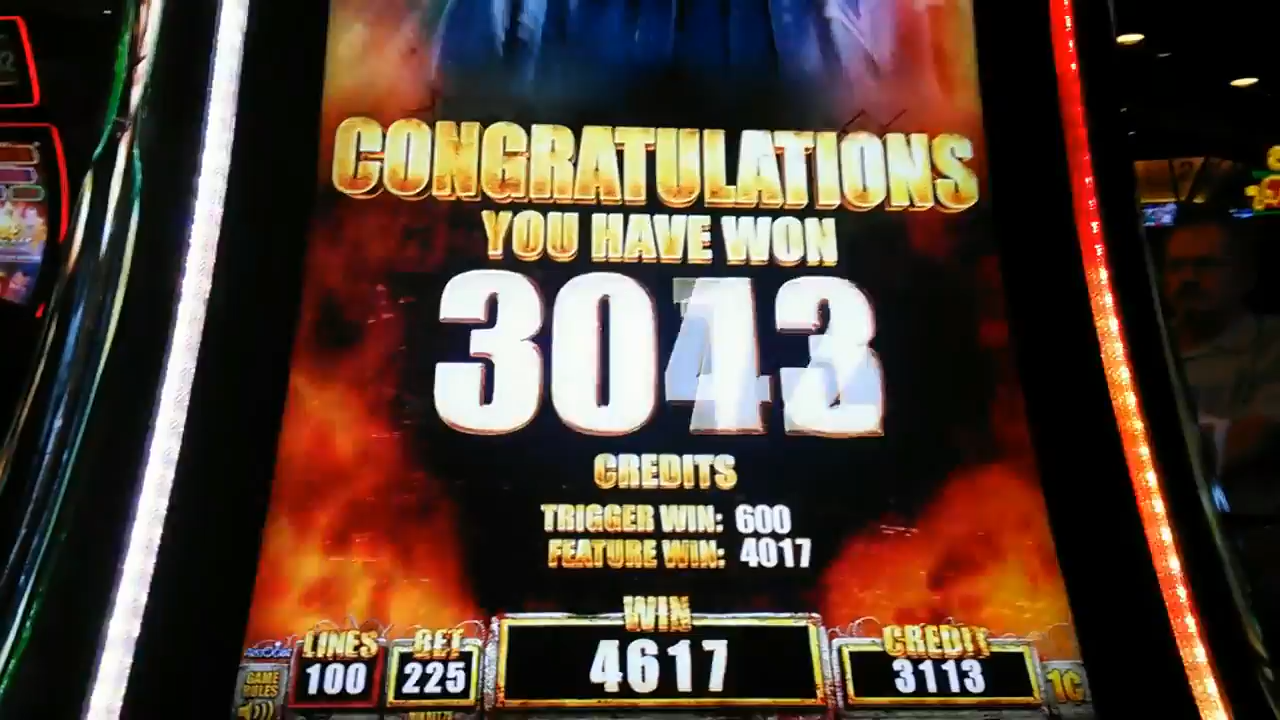 CONGRATULATIONS
YOU HAVE WON
3043
CREDITS
TRIGGER WIN: 600
FEATURE WIN: 4017
LINES
100
BET
225
WIN
4617
CREDIT
3113
GAME
RULES
1¢